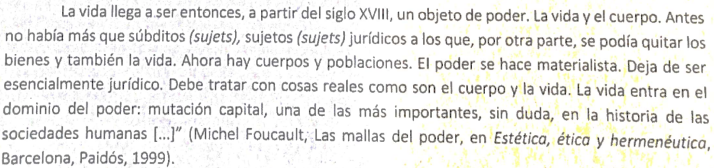 La vida llega a ser entonces, a partir del siglo XVIII, un objeto de poder. La vida y el cuerpo. Antes
no había más que súbditos (sujets), sujetos (sujets) jurídicos a los que, por otra parte, se podía quitar los
bienes y también la vida. Ahora hay cuerpos y poblaciones. El poder se hace materialista. Deja de ser
esencialmente jurídico. Debe tratar con cosas reales como son el cuerpo y la vida. La vida entra en el
dominio del poder: mutación capital, una de las más importantes, sin duda, en la historia de las
sociedades humanas [...]” (Michel Foucault, Las mallas del poder, en Estética, ética y hermenéutica,
Barcelona, Paidós, 1999).